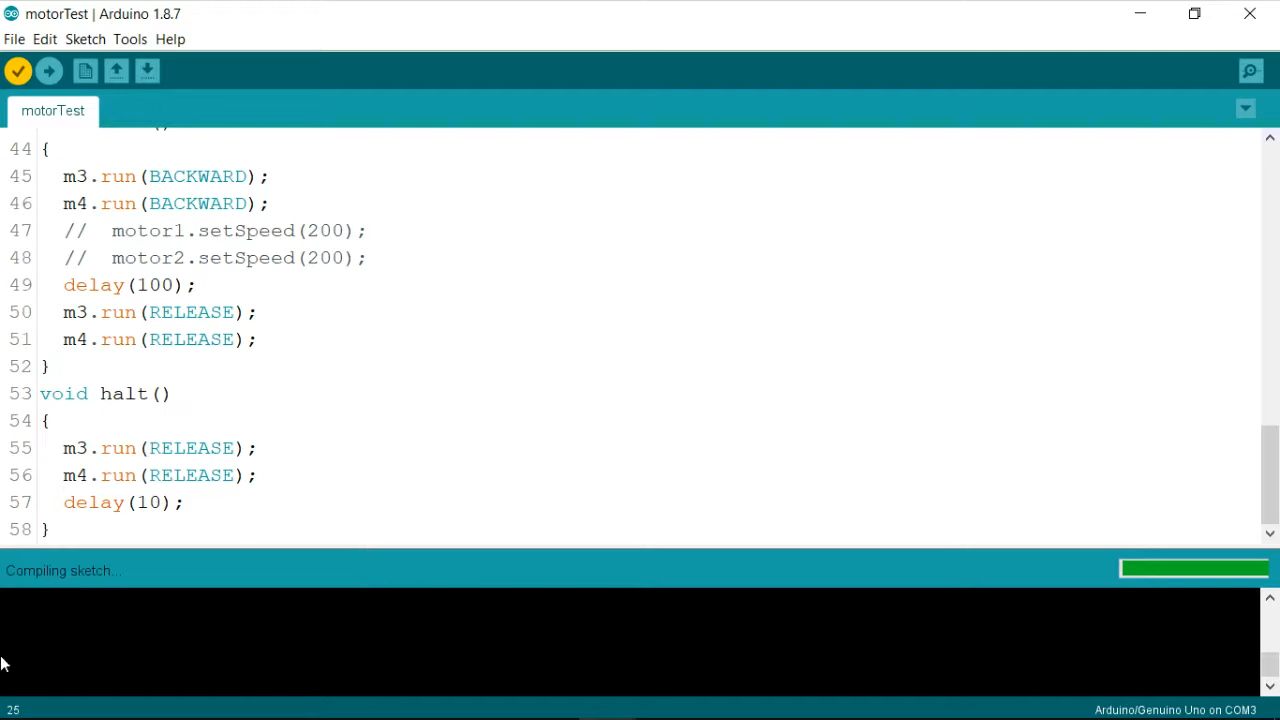 motorTest | Arduino 1.8.7
File Edit Sketch Tools Help
motorTest
()
44 {
45 m3.run(BACKWARD);
46 m4.run(BACKWARD);
47 //  motor1.setSpeed(200);
48 //  motor2.setSpeed(200);
49 delay(100);
50 m3.run(RELEASE);
51 m4.run(RELEASE);
52 }
53 void halt()
54 {
55 m3.run(RELEASE);
56 m4.run(RELEASE);
57 delay(10);
58 }
Compiling sketch...
25 Arduino/Genuino Uno on COM3